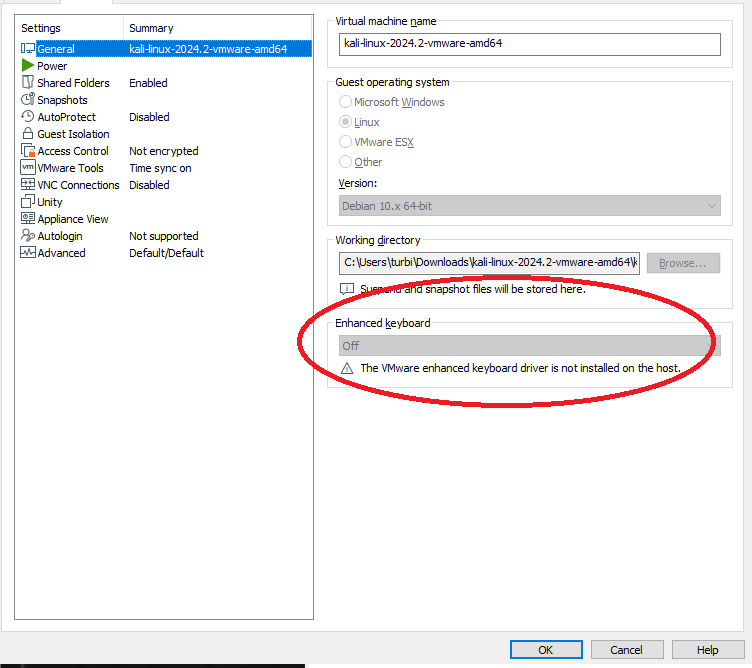 Settings Summary
General kali-linux-2024.2-vmware-amd64
Power
Shared Folders Enabled
Snapshots
AutoProtect Disabled
Guest Isolation
Access Control Not encrypted
VMware Tools Time sync on
VNC Connections Disabled
Unity
Appliance View
Autologin Not supported
Advanced Default/Default
Virtual machine name
kali-linux-2024.2-vmware-amd64
Guest operating system
Microsoft Windows
Linux
VMware ESX
Other
Version:
Debian 10.x 64-bit
Working directory
C:\Users\turbi\Downloads\kali-linux-2024.2-vmware-amd64\k
Browse...
Suspend and snapshot files will be stored here.
Enhanced keyboard
Off
The VMware enhanced keyboard driver is not installed on the host.
OK Cancel Help